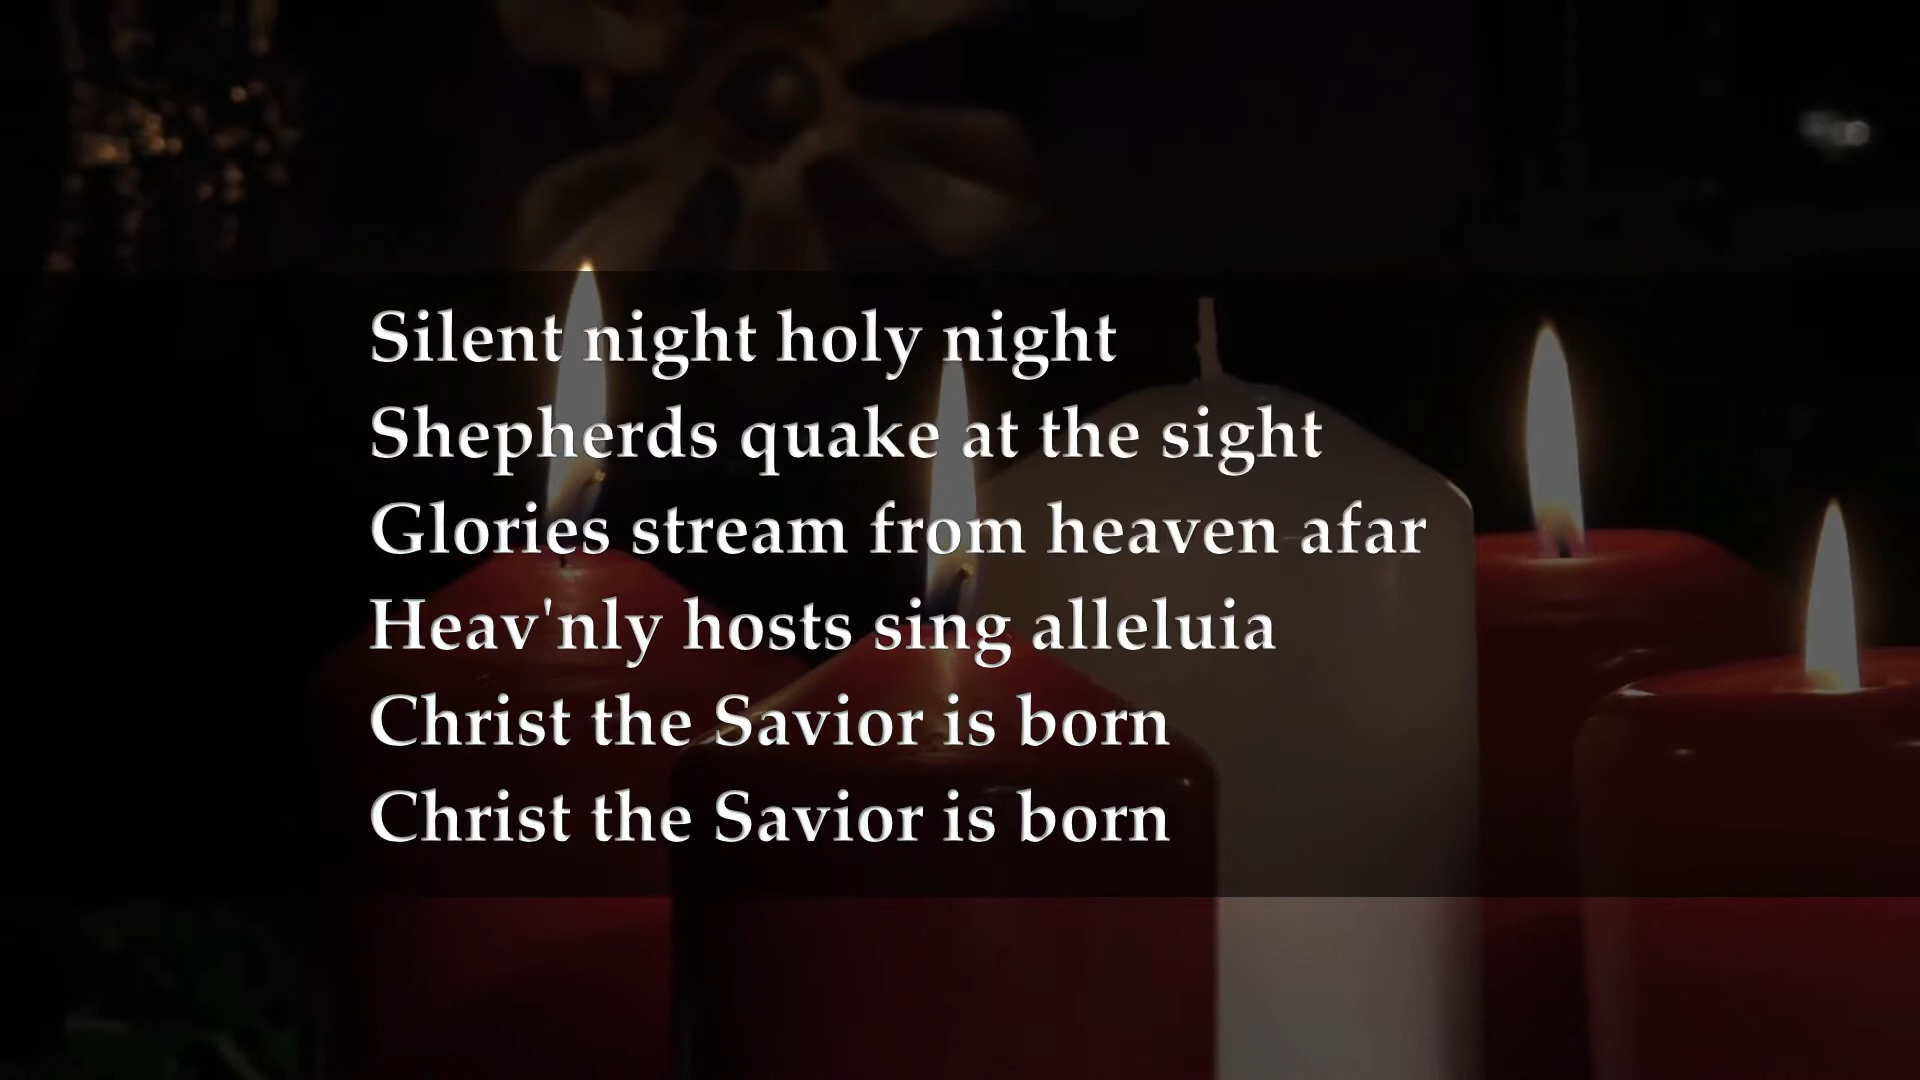 Silent night holy night
Shepherds quake at the sight
Glories stream from heaven afar
Heav'nly hosts sing alleluia
Christ the Savior is born
Christ the Savior is born